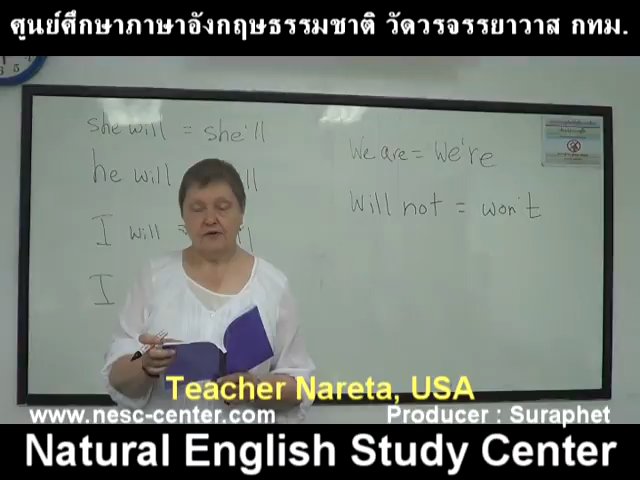 ศูนย์ศึกษาภาษาอังกฤษธรรมชาติ วัดวรจรรยาวาส กทม.
she will = she'll
he will ll
I will
I
we are = we're
will not = won't
Teacher Nareta, USA
www.nesc-center.com
Producer : Suraphet
Natural English Study Center